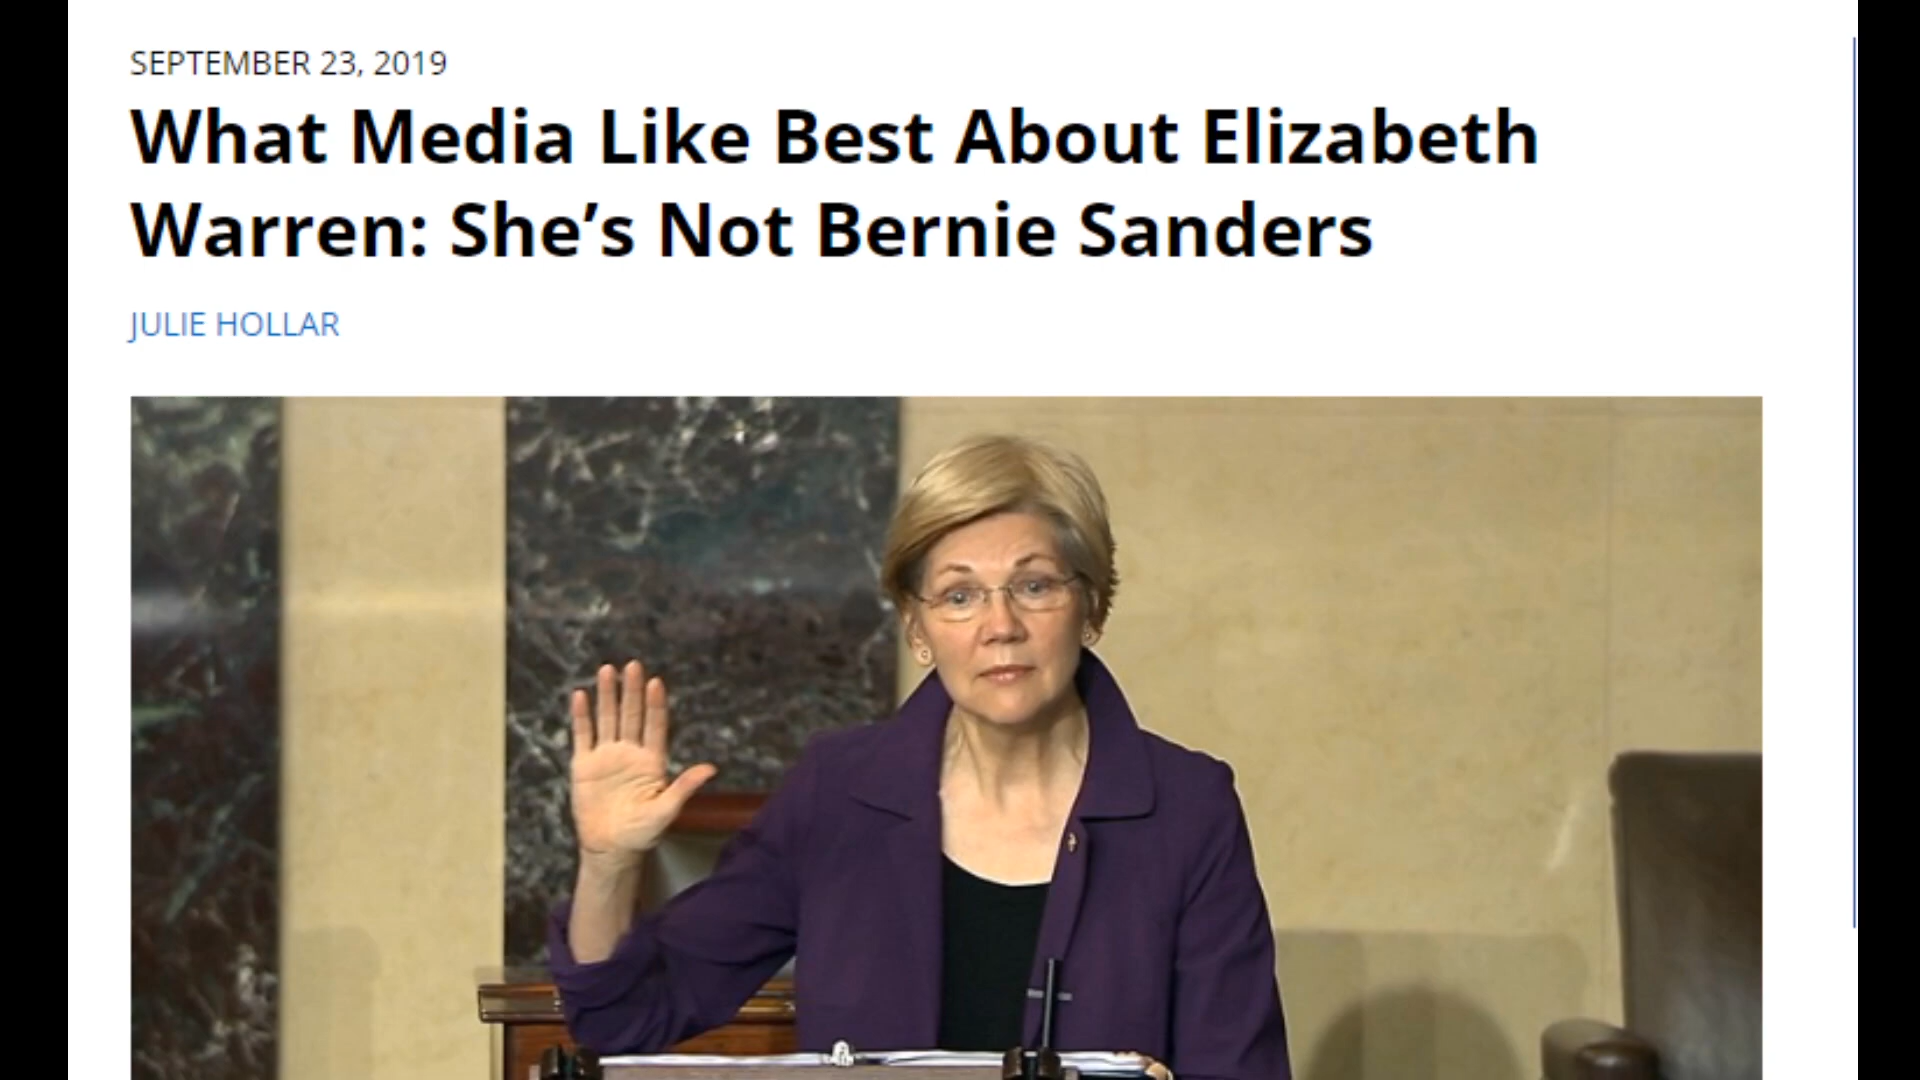 SEPTEMBER 23, 2019
What Media Like Best About Elizabeth
Warren: She’s Not Bernie Sanders
JULIE HOLLAR